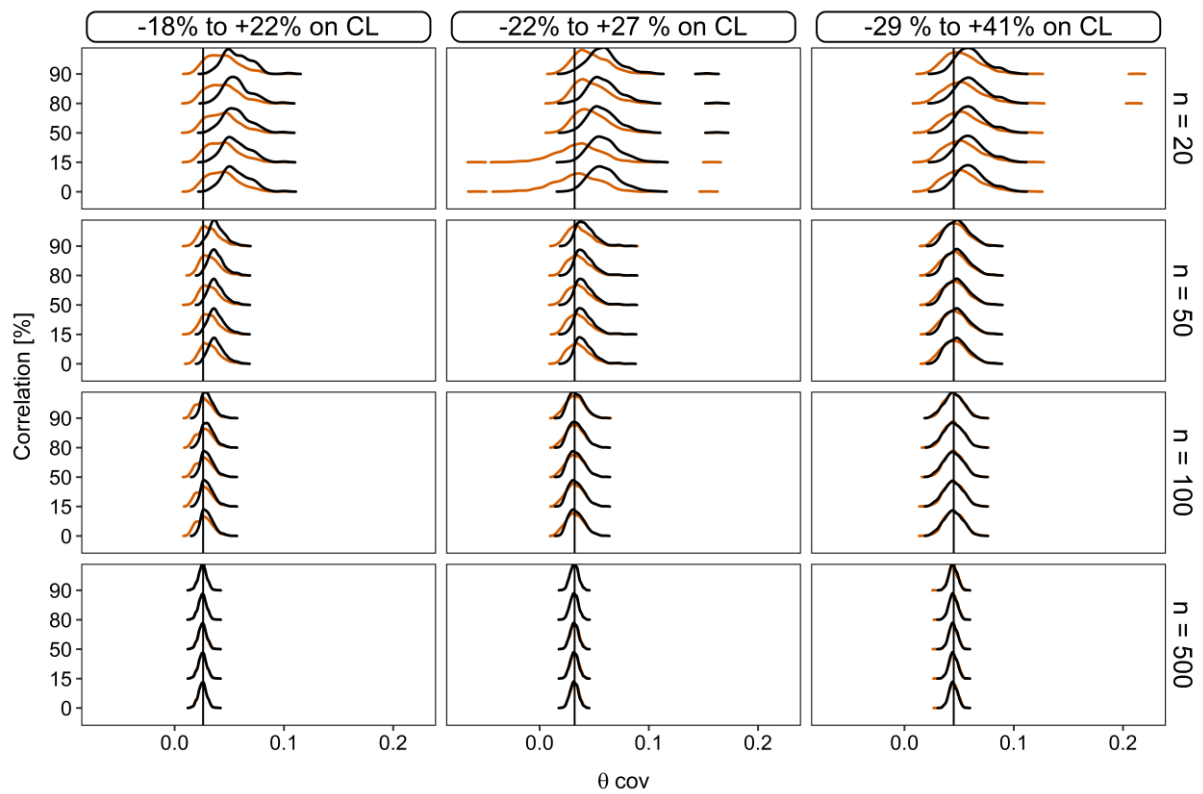 -18% to +22% on CL
-22% to +27 % on CL
-29 % to +41% on CL
90
80
50
15
0
n = 20
90
80
50
15
0
n = 50
90
80
50
15
0
n = 100
90
80
50
15
0
n = 500
Correlation [%]
0.0 0.1 0.2
0.0 0.1 0.2
0.0 0.1 0.2
θ cov